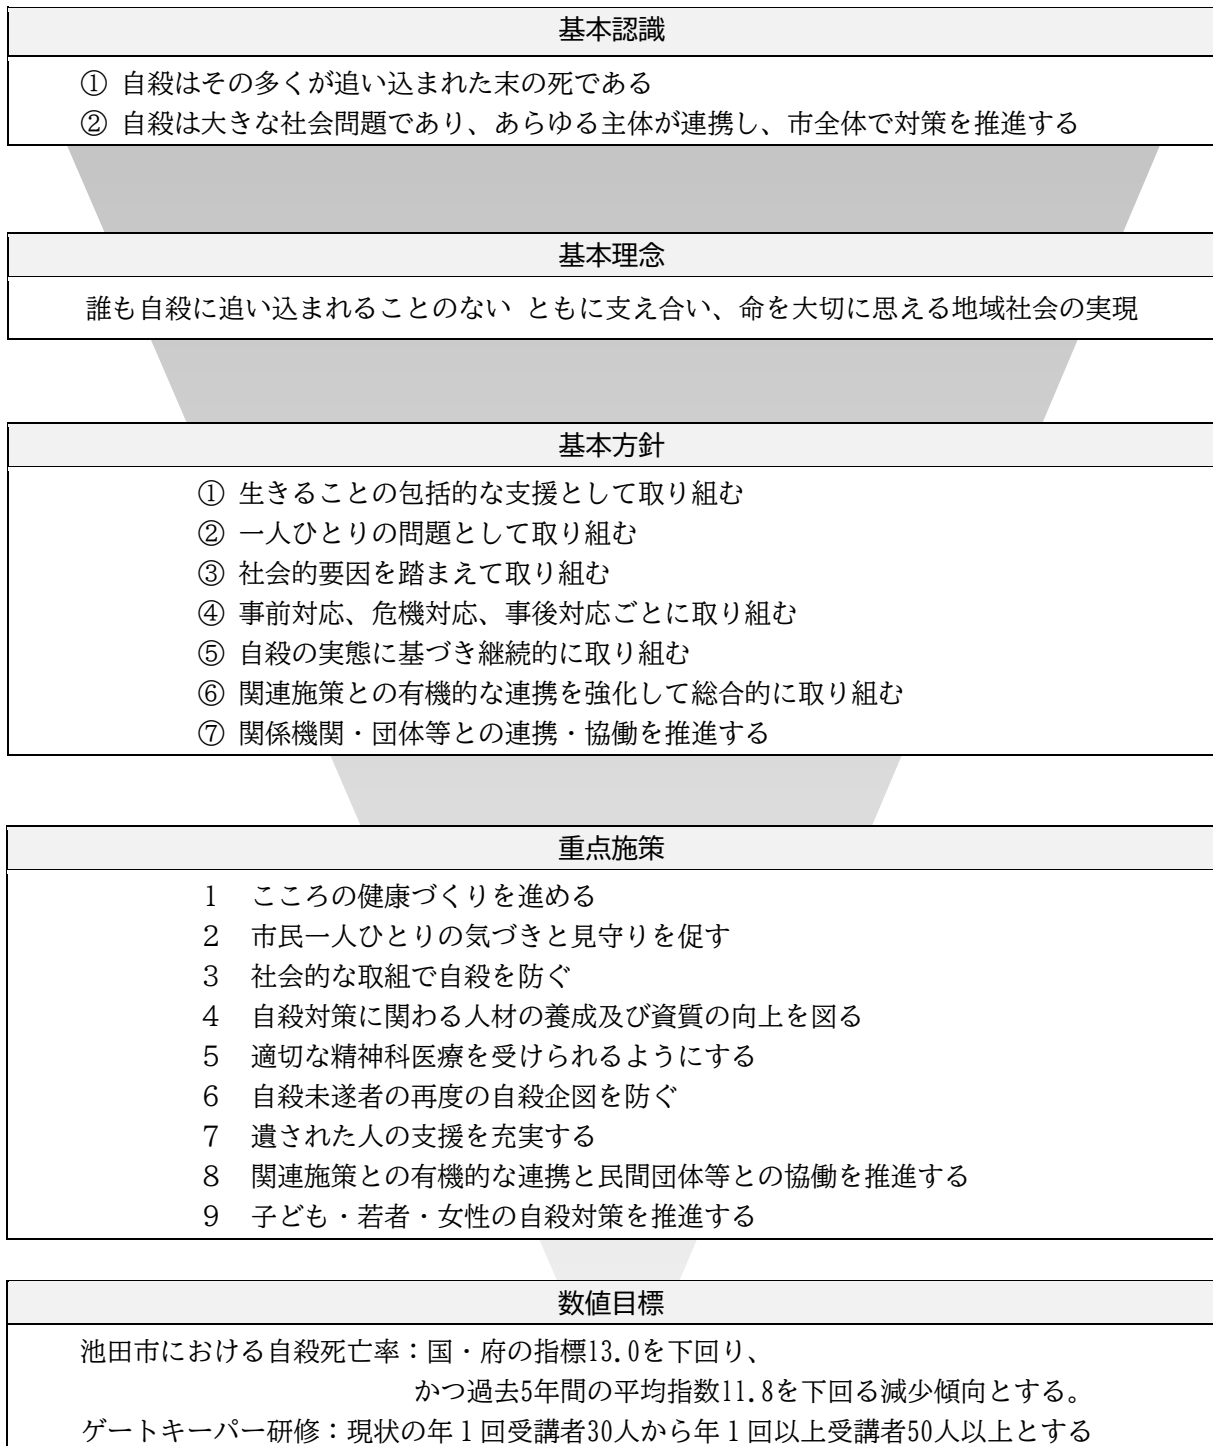 基本認識
① 自殺はその多くが追い込まれた末の死である
② 自殺は大きな社会問題であり、あらゆる主体が連携し、市全体で対策を推進する
基本理念
誰も自殺に追い込まれることのない ともに支え合い、命を大切に思える地域社会の実現
基本方針
① 生きることの包括的な支援として取り組む
② 一人ひとりの問題として取り組む
③ 社会的要因を踏まえて取り組む
④ 事前対応、危機対応、事後対応ごとに取り組む
⑤ 自殺の実態に基づき継続的に取り組む
⑥ 関連施策との有機的な連携を強化して総合的に取り組む
⑦ 関係機関・団体等との連携・協働を推進する
重点施策
1 こころの健康づくりを進める
2 市民一人ひとりの気づきと見守りを促す
3 社会的な取組で自殺を防ぐ
4 自殺対策に関わる人材の養成及び資質の向上を図る
5 適切な精神科医療を受けられるようにする
6 自殺未遂者の再度の自殺企図を防ぐ
7 遺された人の支援を充実する
8 関連施策との有機的な連携と民間団体等との協働を推進する
9 子ども・若者・女性の自殺対策を推進する
数値目標
池田市における自殺死亡率：国・府の指標13.0を下回り、
かつ過去5年間の平均指数11.8を下回る減少傾向とする。
ゲートキーパー研修：現状の年１回受講者30人から年１回以上受講者50人以上とする